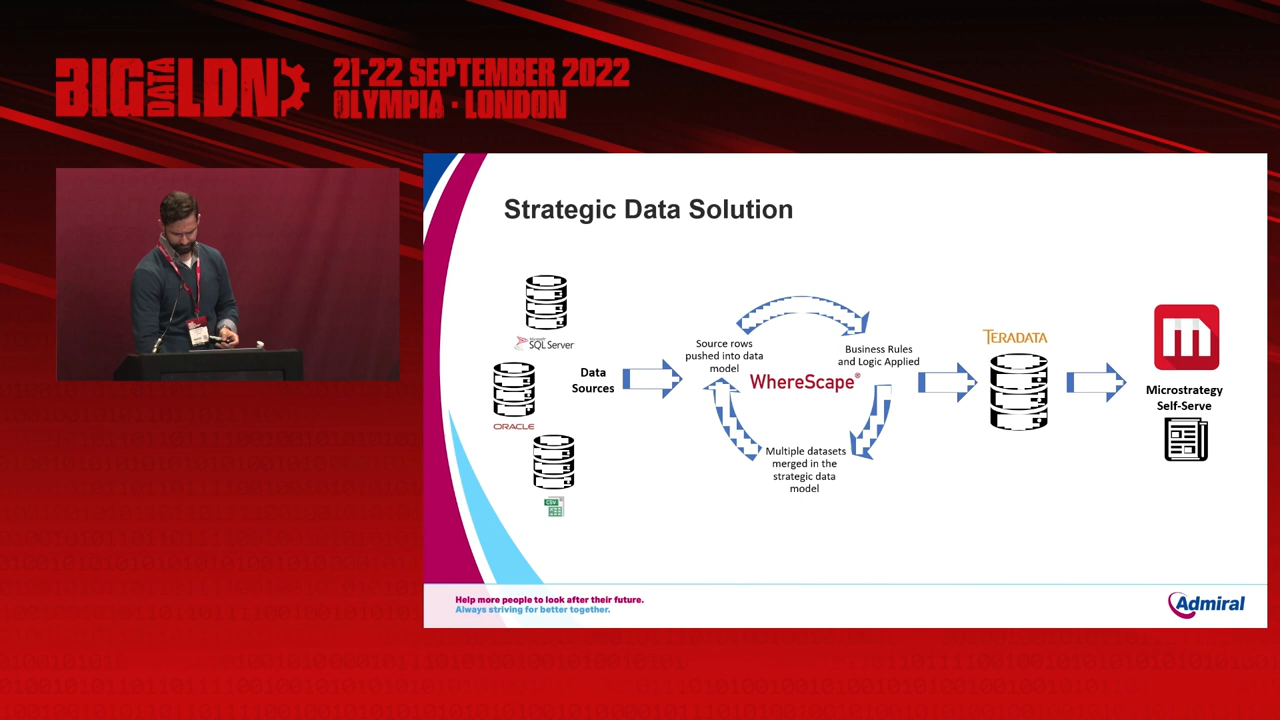 BIG DATA LDN
21-22 SEPTEMBER 2022
OLYMPIA · LONDON
Strategic Data Solution
Microsoft
SQL Server
ORACLE
CSV
Data
Sources
Source rows
pushed into data
model
Business Rules
and Logic Applied
WhereScape®
Multiple datasets
merged in the
strategic data
model
TERADATA
Microstrategy
Self-Serve
Help more people to look after their future.
Always striving for better together.
Admiral